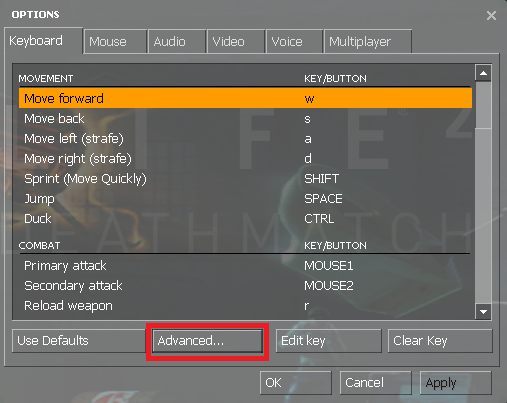 OPTIONS
Keyboard Mouse Audio Video Voice Multiplayer
MOVEMENT KEY/BUTTON
Move forward w
Move back s
Move left (strafe) a
Move right (strafe) d
Sprint (Move Quickly) SHIFT
Jump SPACE
Duck CTRL
COMBAT KEY/BUTTON
Primary attack MOUSE1
Secondary attack MOUSE2
Reload weapon r
Use Defaults Advanced... Edit key Clear Key
OK Cancel Apply